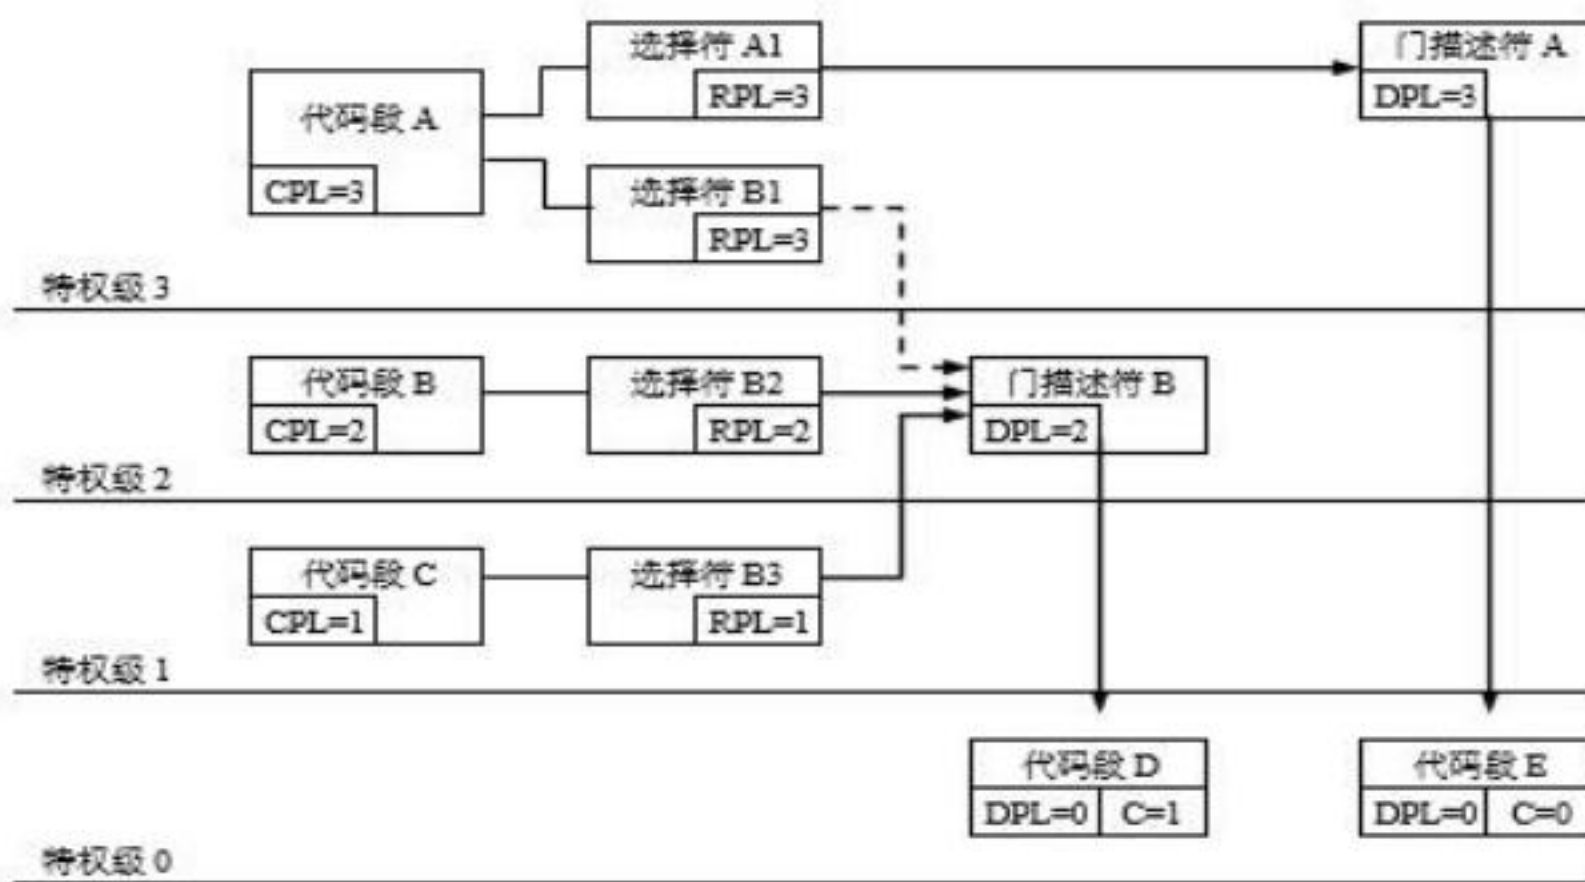 选择符 A1
RPL=3
门描述符 A
DPL=3
代码段 A
CPL=3
选择符 B1
RPL=3
特权级 3
代码段 B
CPL=2
选择符 B2
RPL=2
门描述符 B
DPL=2
特权级 2
代码段 C
CPL=1
选择符 B3
RPL=1
特权级 1
代码段 D
DPL=0 C=1
代码段 E
DPL=0 C=0
特权级 0